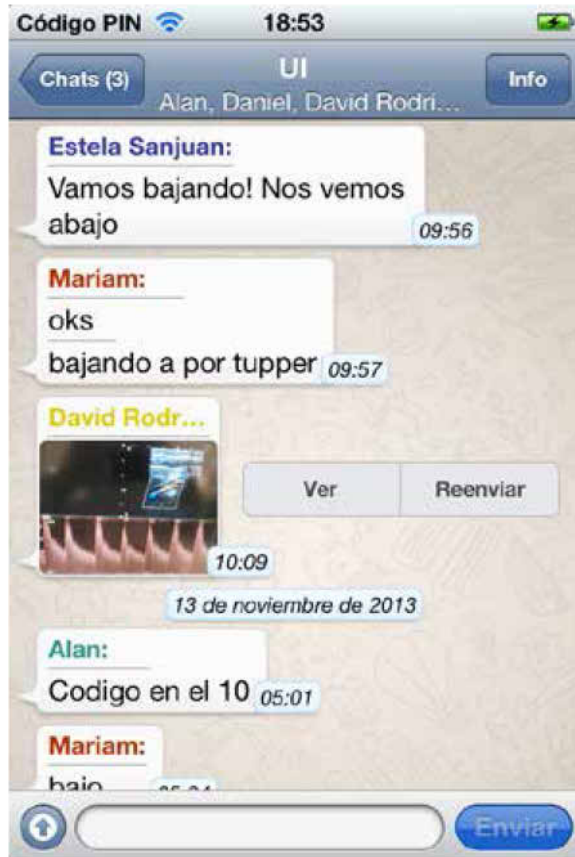 Código PIN 18:53
Chats (3) UI Info
Alan, Daniel, David Rodri...
Estela Sanjuan:
Vamos bajando! Nos vemos
abajo 09:56
Mariam:
oks
bajando a por tupper 09:57
David Rodr...
Ver Reenviar
10:09
13 de noviembre de 2013
Alan:
Codigo en el 10 05:01
Mariam:
bajo
Enviar